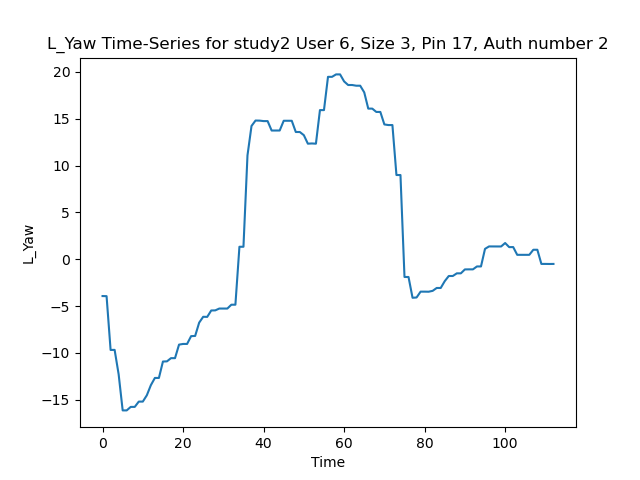 L_Yaw Time-Series for study2 User 6, Size 3, Pin 17, Auth number 2
20
15
10
5
0
−5
−10
−15
L_Yaw
0 20 40 60 80 100
Time